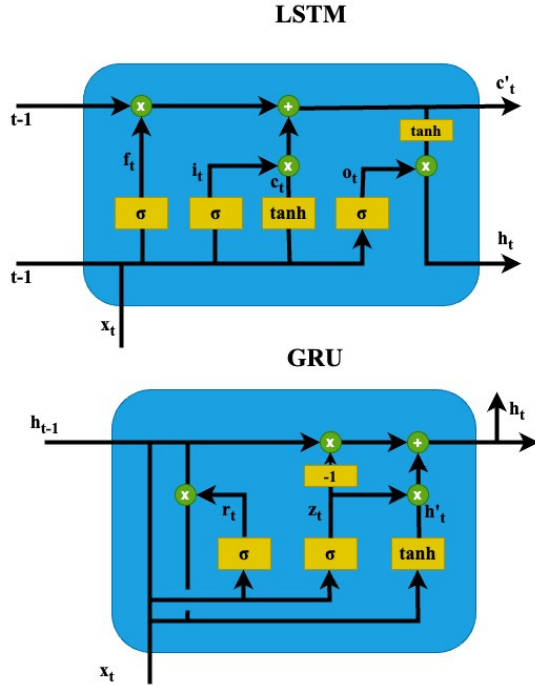 LSTM
x
+
c't
t-1
tanh
ft
it
ct
x
ot
x
σ
σ
tanh
σ
t-1
ht
xt
GRU
ht-1
x
+
ht
-1
x
rt
zt
x
h't
σ
σ
tanh
xt